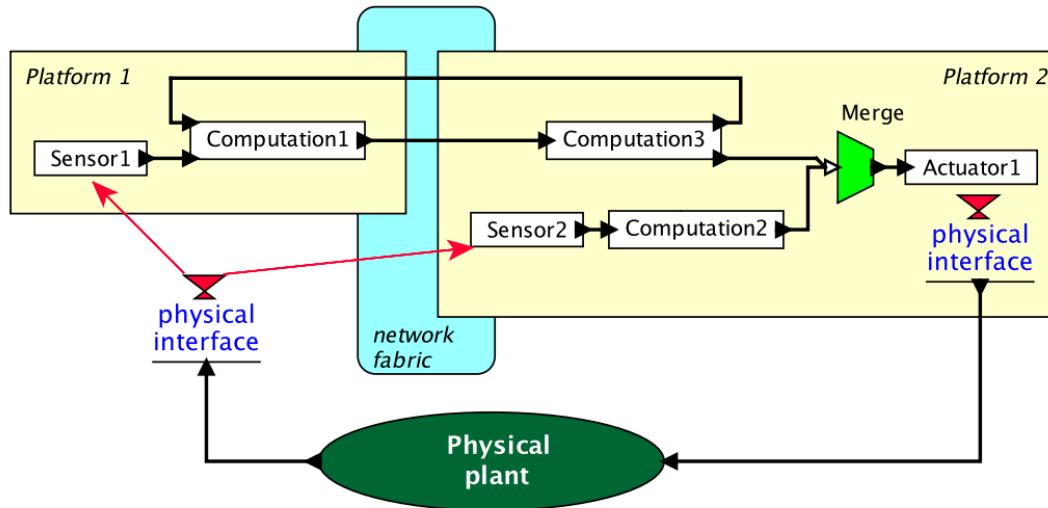 Platform 1
Platform 2
Merge
Computation1
Computation3
Sensor1
Actuator1
Sensor2
Computation2
physical
interface
physical
interface
network
fabric
Physical
plant